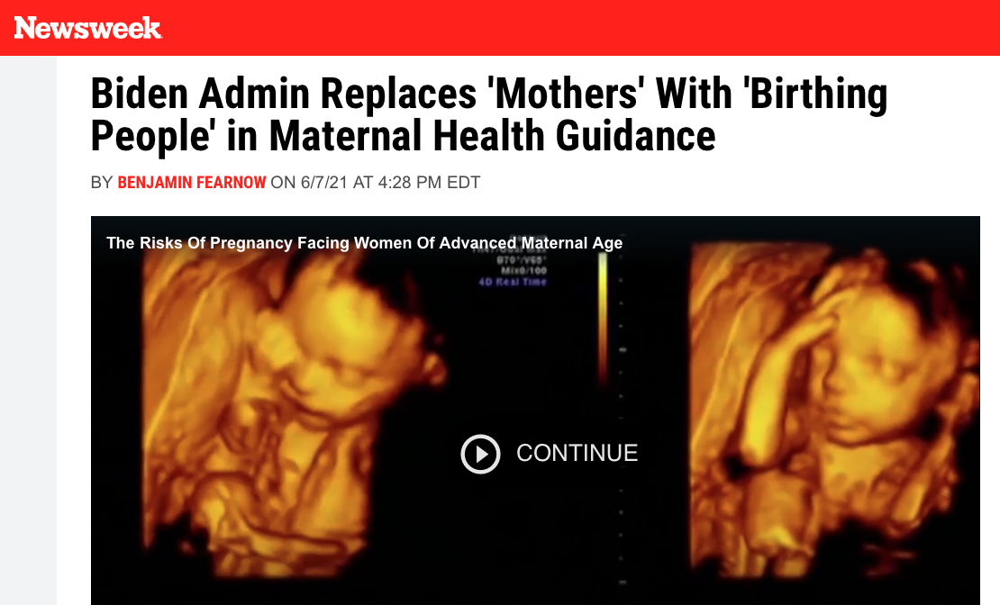 Newsweek
Biden Admin Replaces 'Mothers' With 'Birthing
People' in Maternal Health Guidance
BY BENJAMIN FEARNOW ON 6/7/21 AT 4:28 PM EDT
The Risks Of Pregnancy Facing Women Of Advanced Maternal Age
Mix0/100
4D Real Time
CONTINUE